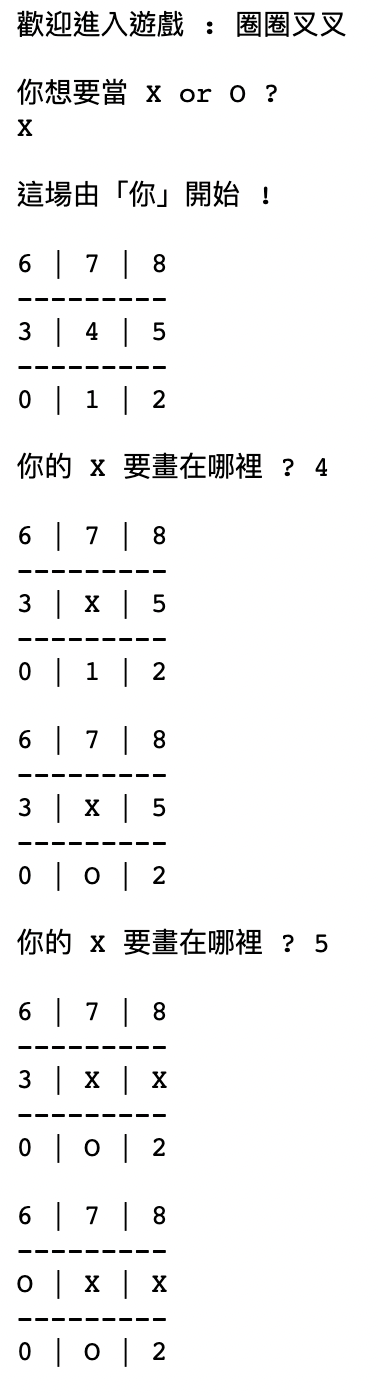 歡迎進入遊戲 : 圈圈叉叉
你想要當 X or O ?
X
這場由「你」開始 !
6 | 7 | 8
---------
3 | 4 | 5
---------
0 | 1 | 2
你的 X 要畫在哪裡 ? 4
6 | 7 | 8
---------
3 | X | 5
---------
0 | 1 | 2
6 | 7 | 8
---------
3 | X | 5
---------
0 | O | 2
你的 X 要畫在哪裡 ? 5
6 | 7 | 8
---------
3 | X | X
---------
0 | O | 2
6 | 7 | 8
---------
O | X | X
---------
0 | O | 2